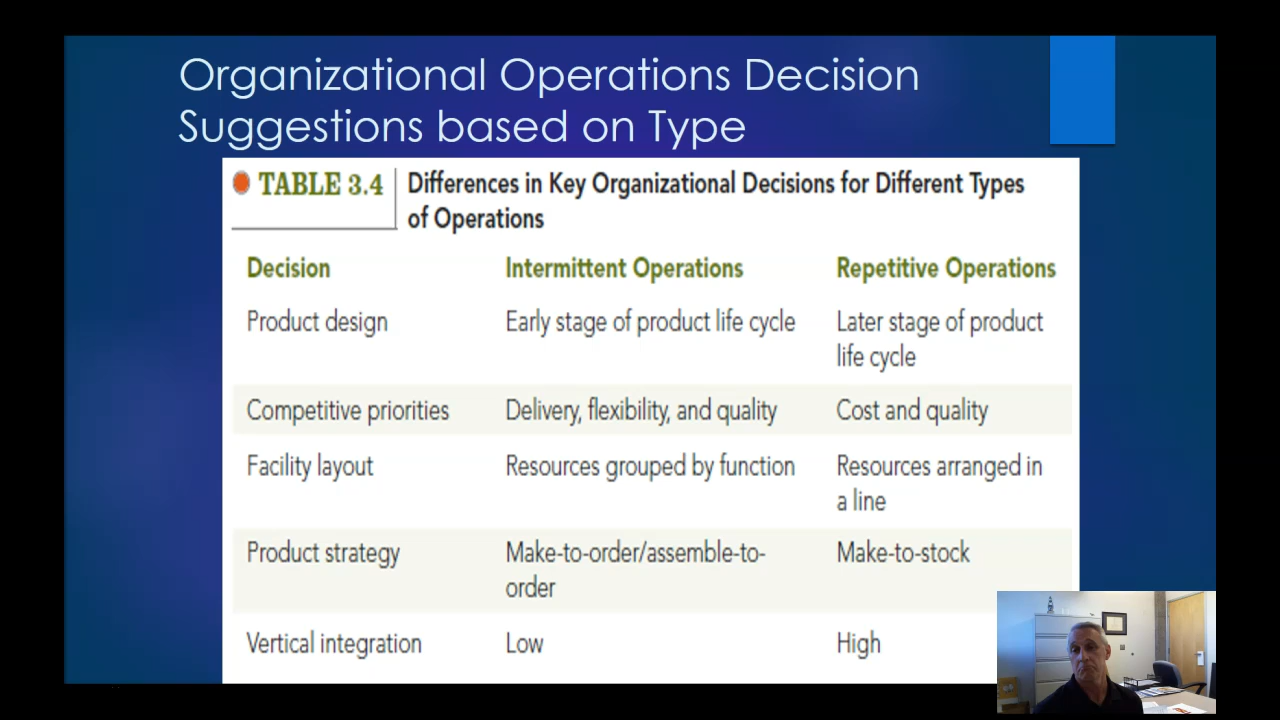 Organizational Operations Decision
Suggestions based on Type
TABLE 3.4
Differences in Key Organizational Decisions for Different Types
of Operations
Decision
Intermittent Operations
Repetitive Operations
Product design
Early stage of product life cycle
Later stage of product
life cycle
Competitive priorities
Delivery, flexibility, and quality
Cost and quality
Facility layout
Resources grouped by function
Resources arranged in
a line
Product strategy
Make-to-order/assemble-to-
order
Make-to-stock
Vertical integration
Low
High